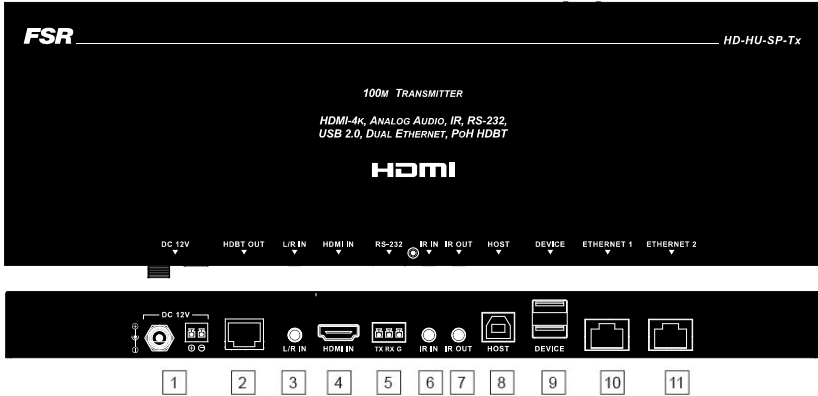 FSR
HD-HU-SP-Tx
100M TRANSMITTER
HDMI-4K, ANALOG AUDIO, IR, RS-232,
USB 2.0, DUAL ETHERNET, POH HDBT
HDMI
DC 12V HDBT OUT L/R IN HDMI IN RS-232 IR IN IR OUT HOST DEVICE ETHERNET 1 ETHERNET 2
DC 12V
TX RX G
L/R IN HDMI IN IR IN IR OUT HOST DEVICE
1 2 3 4 5 6 7 8 9 10 11